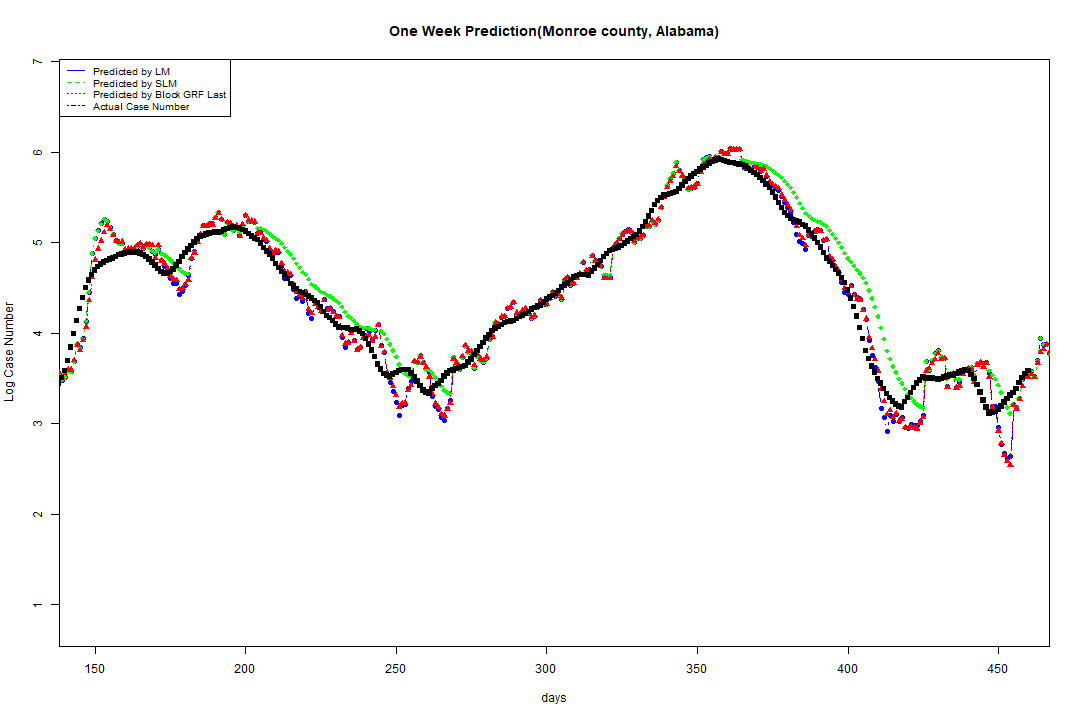 One Week Prediction(Monroe county, Alabama)
Predicted by LM
Predicted by SLM
Predicted by Block GRF Last
Actual Case Number
Log Case Number
7
6
5
4
3
2
1
150 200 250 300 350 400 450
days